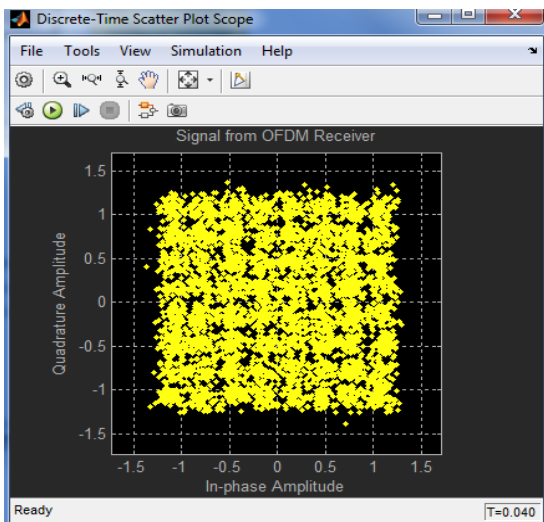 Discrete-Time Scatter Plot Scope
File Tools View Simulation Help
Signal from OFDM Receiver
1.5
1
0.5
0
-0.5
-1
-1.5
Quadrature Amplitude
-1.5 -1 -0.5 0 0.5 1 1.5
In-phase Amplitude
Ready T=0.040